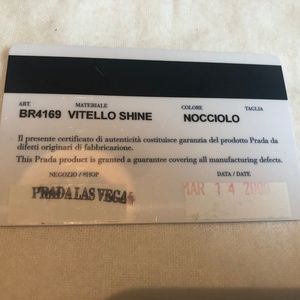 ART. MATERIALE COLORE TAGLIA
BR4169 VITELLO SHINE NOCCIOLO
Il presente certificato di autenticità costituisce garanzia del prodotto Prada da
difetti originari di fabbricazione.
This Prada product is granted a guarantee covering all manufacturing defects.
NEGOZIO / SHOP DATA / DATE
PRADA LAS VEGAS MAR 14